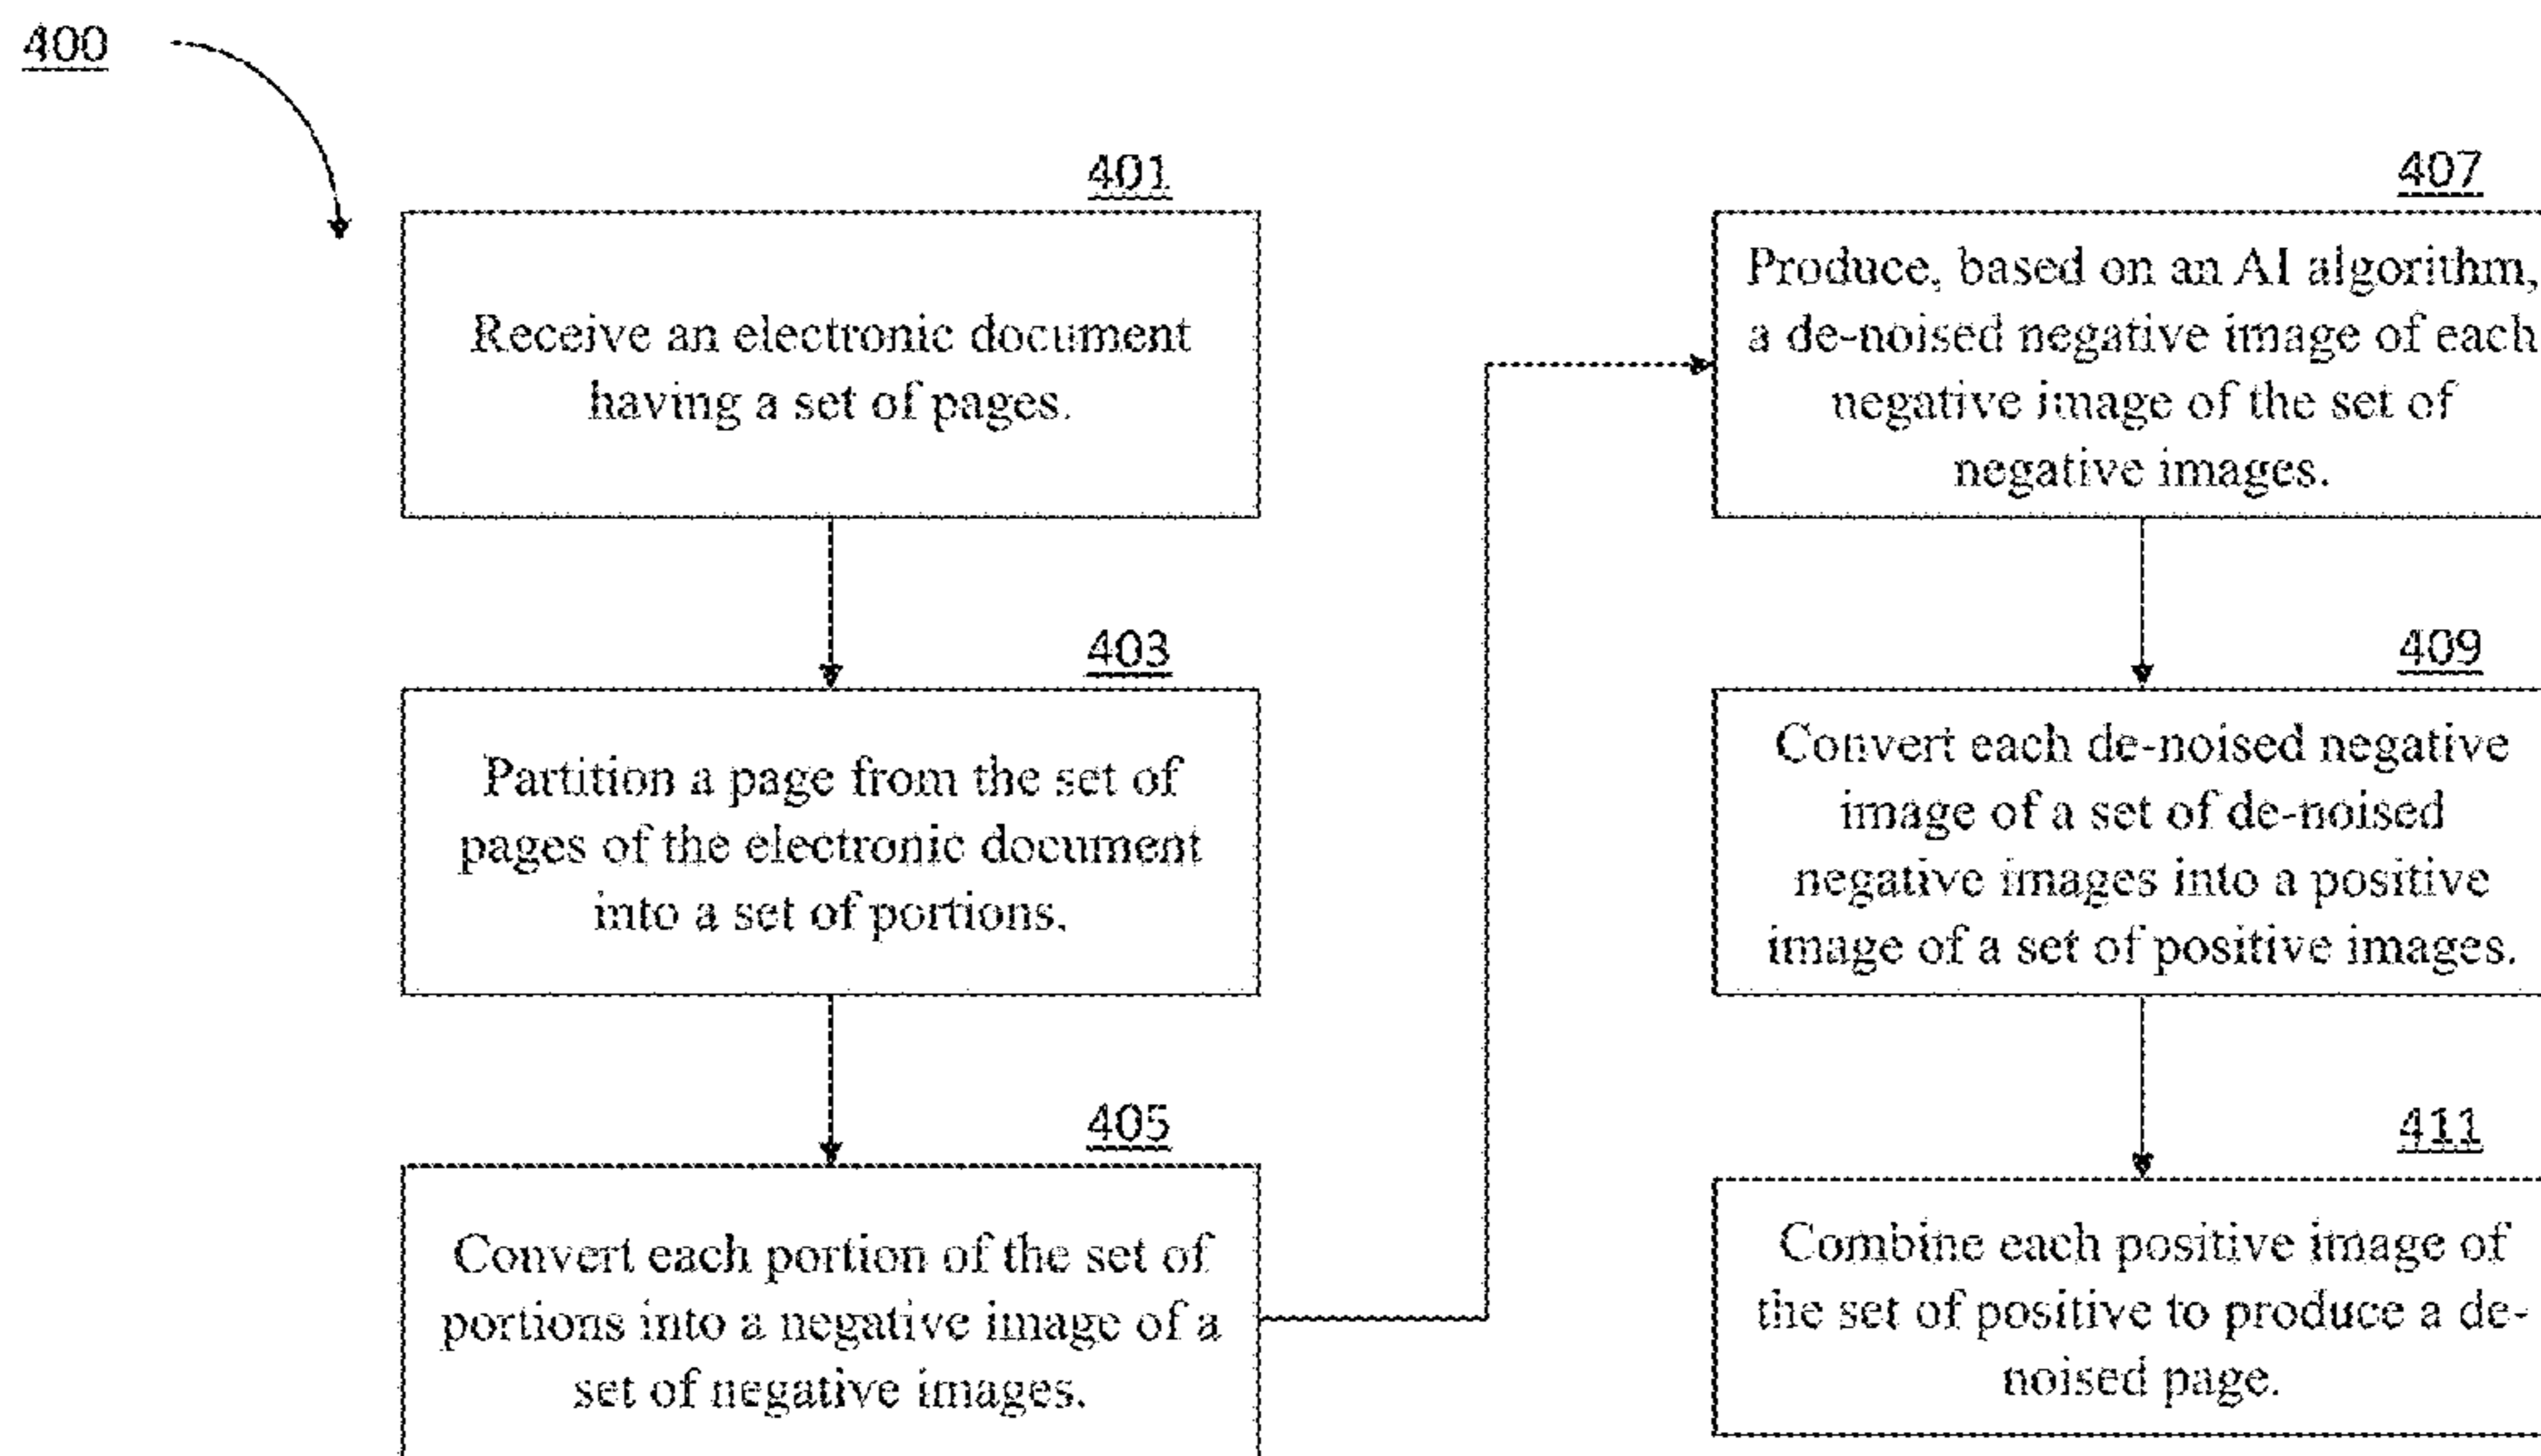 400
401
Receive an electronic document
having a set of pages.
403
Partition a page from the set of
pages of the electronic document
into a set of portions.
405
Convert each portion of the set of
portions into a negative image of a
set of negative images.
407
Produce, based on an AI algorithm,
a de-noised negative image of each
negative image of the set of
negative images.
409
Convert each de-noised negative
image of a set of de-noised
negative images into a positive
image of a set of positive images.
411
Combine each positive image of
the set of positive to produce a de-
noised page.